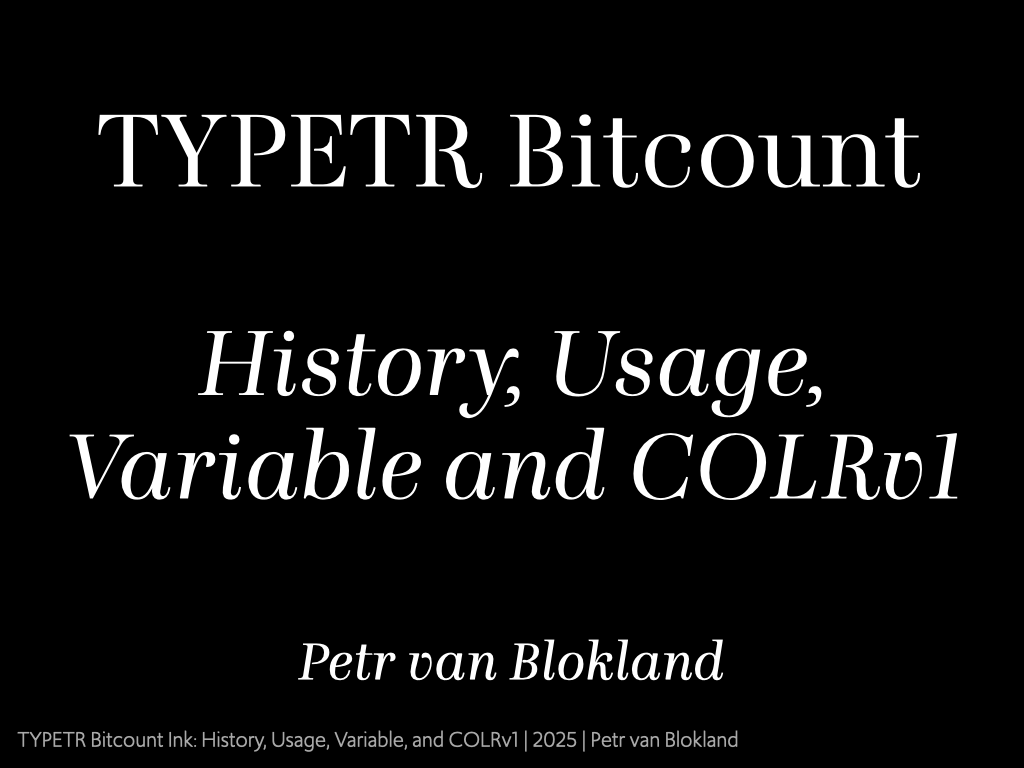 TYPETR Bitcount
History, Usage,
Variable and COLRv1
Petr van Blokland
TYPETR Bitcount Ink: History, Usage, Variable, and COLRv1 | 2025 | Petr van Blokland